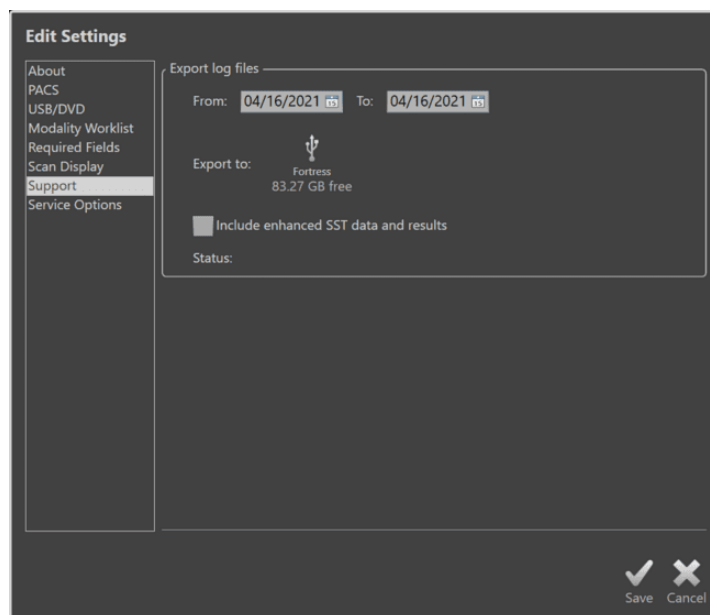 Edit Settings
About
PACS
USB/DVD
Modality Worklist
Required Fields
Scan Display
Support
Service Options
Export log files
From: 04/16/2021 15 To: 04/16/2021 15
Export to:
Fortress
83.27 GB free
Include enhanced SST data and results
Status:
Save Cancel